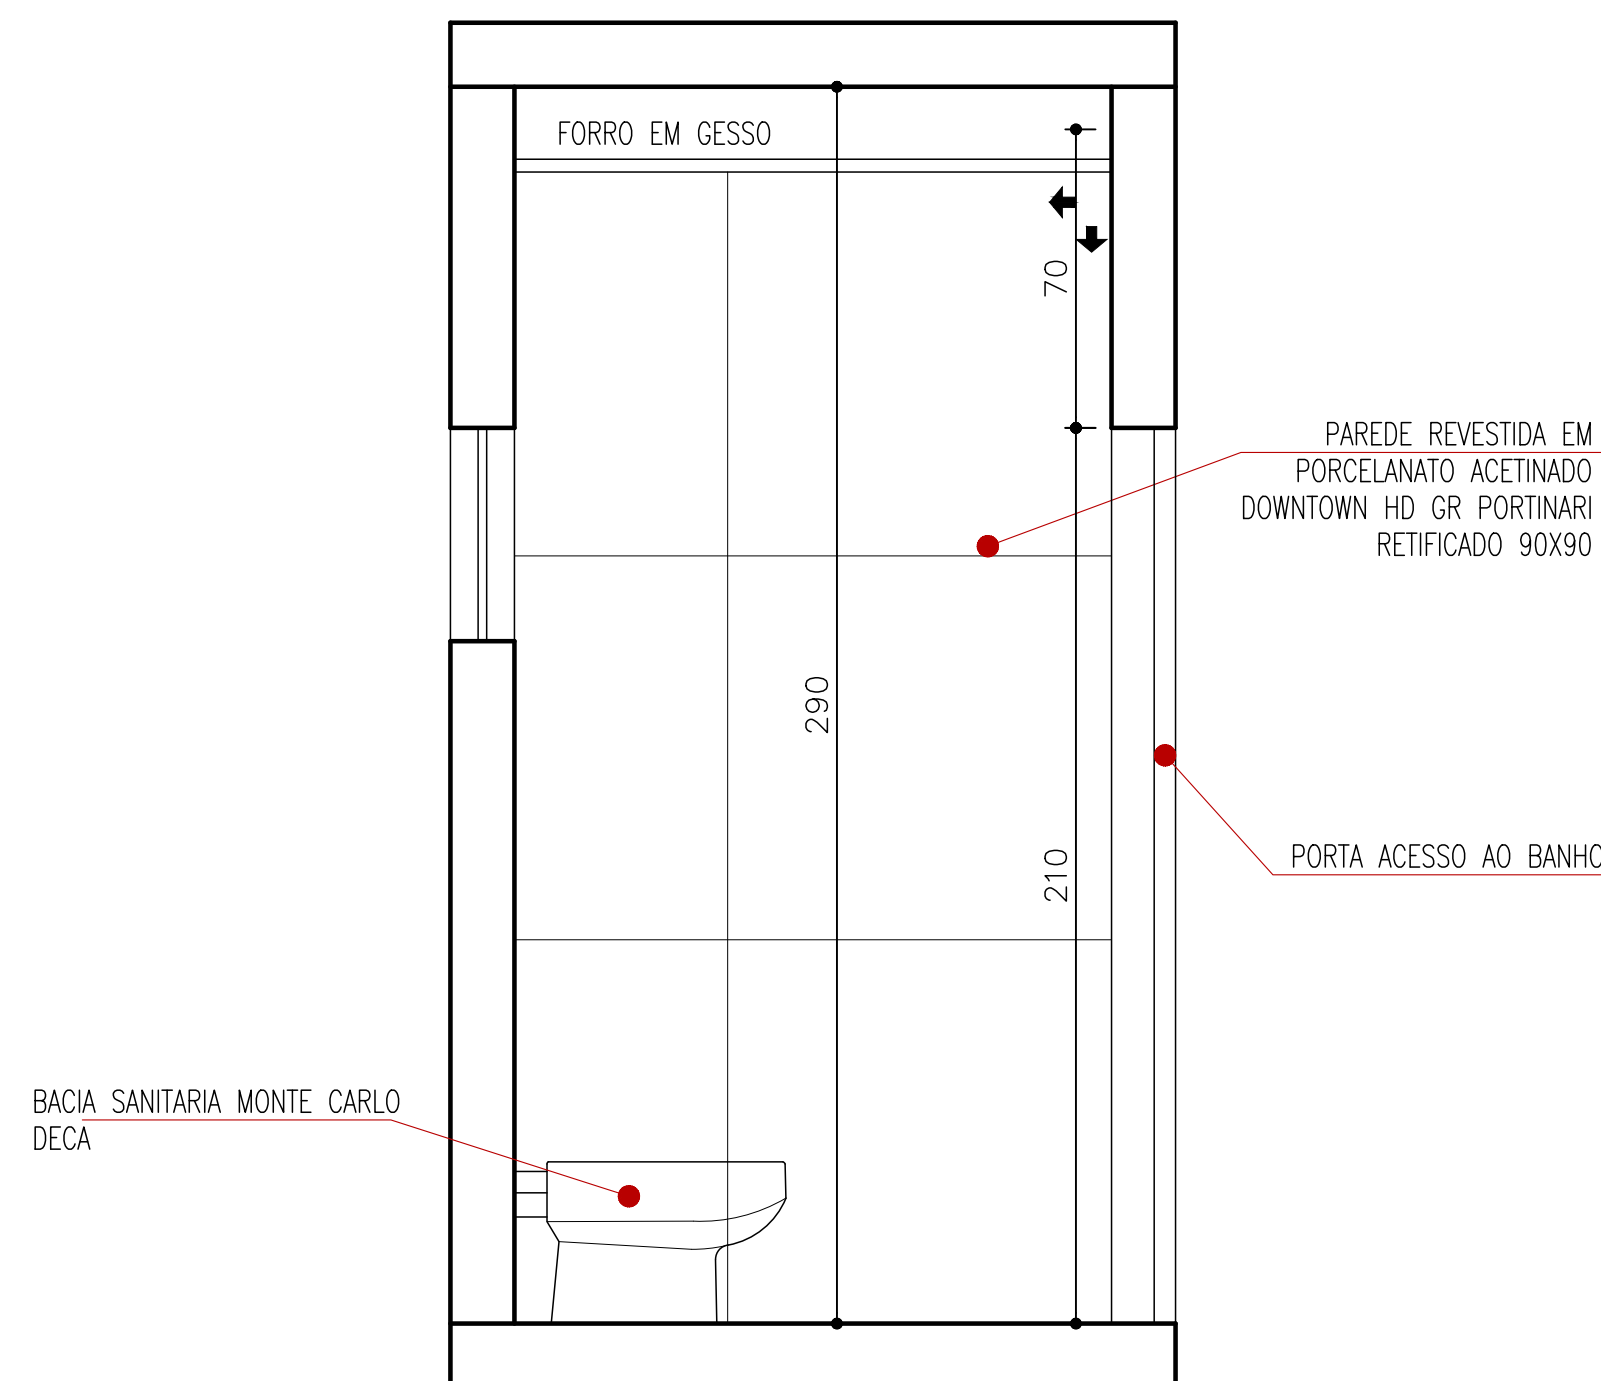 FORRO EM GESSO
70
PAREDE REVESTIDA EM
PORCELANATO ACETINADO
DOWNTOWN HD GR PORTINARI
RETIFICADO 90X90
290
210
PORTA ACESSO AO BANHO
BACIA SANITARIA MONTE CARLO
DECA